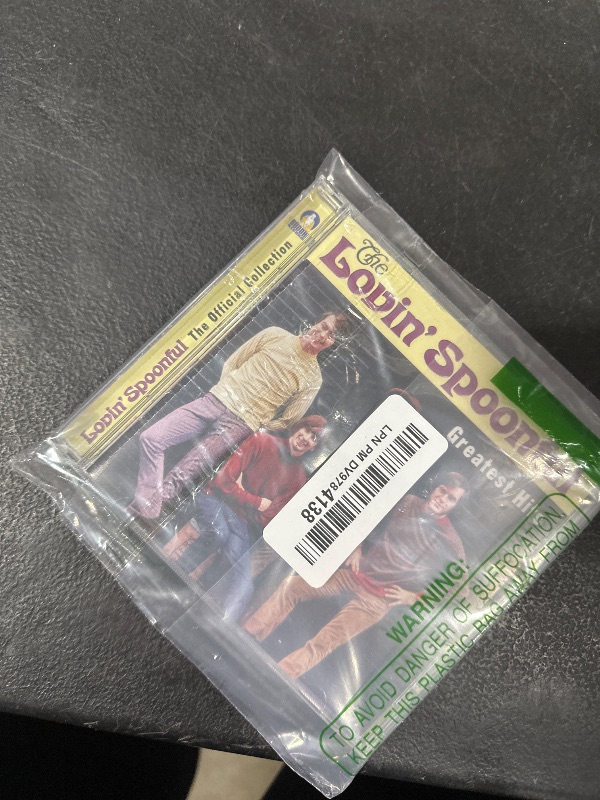 Lovin' Spoonful The Official Collection
The
Lovin' Spoonful
Greatest Hi
LPN PM DV9784138
WARNING:
TO AVOID DANGER OF SUFFOCATION
KEEP THIS PLASTIC BAG AWAY FROM